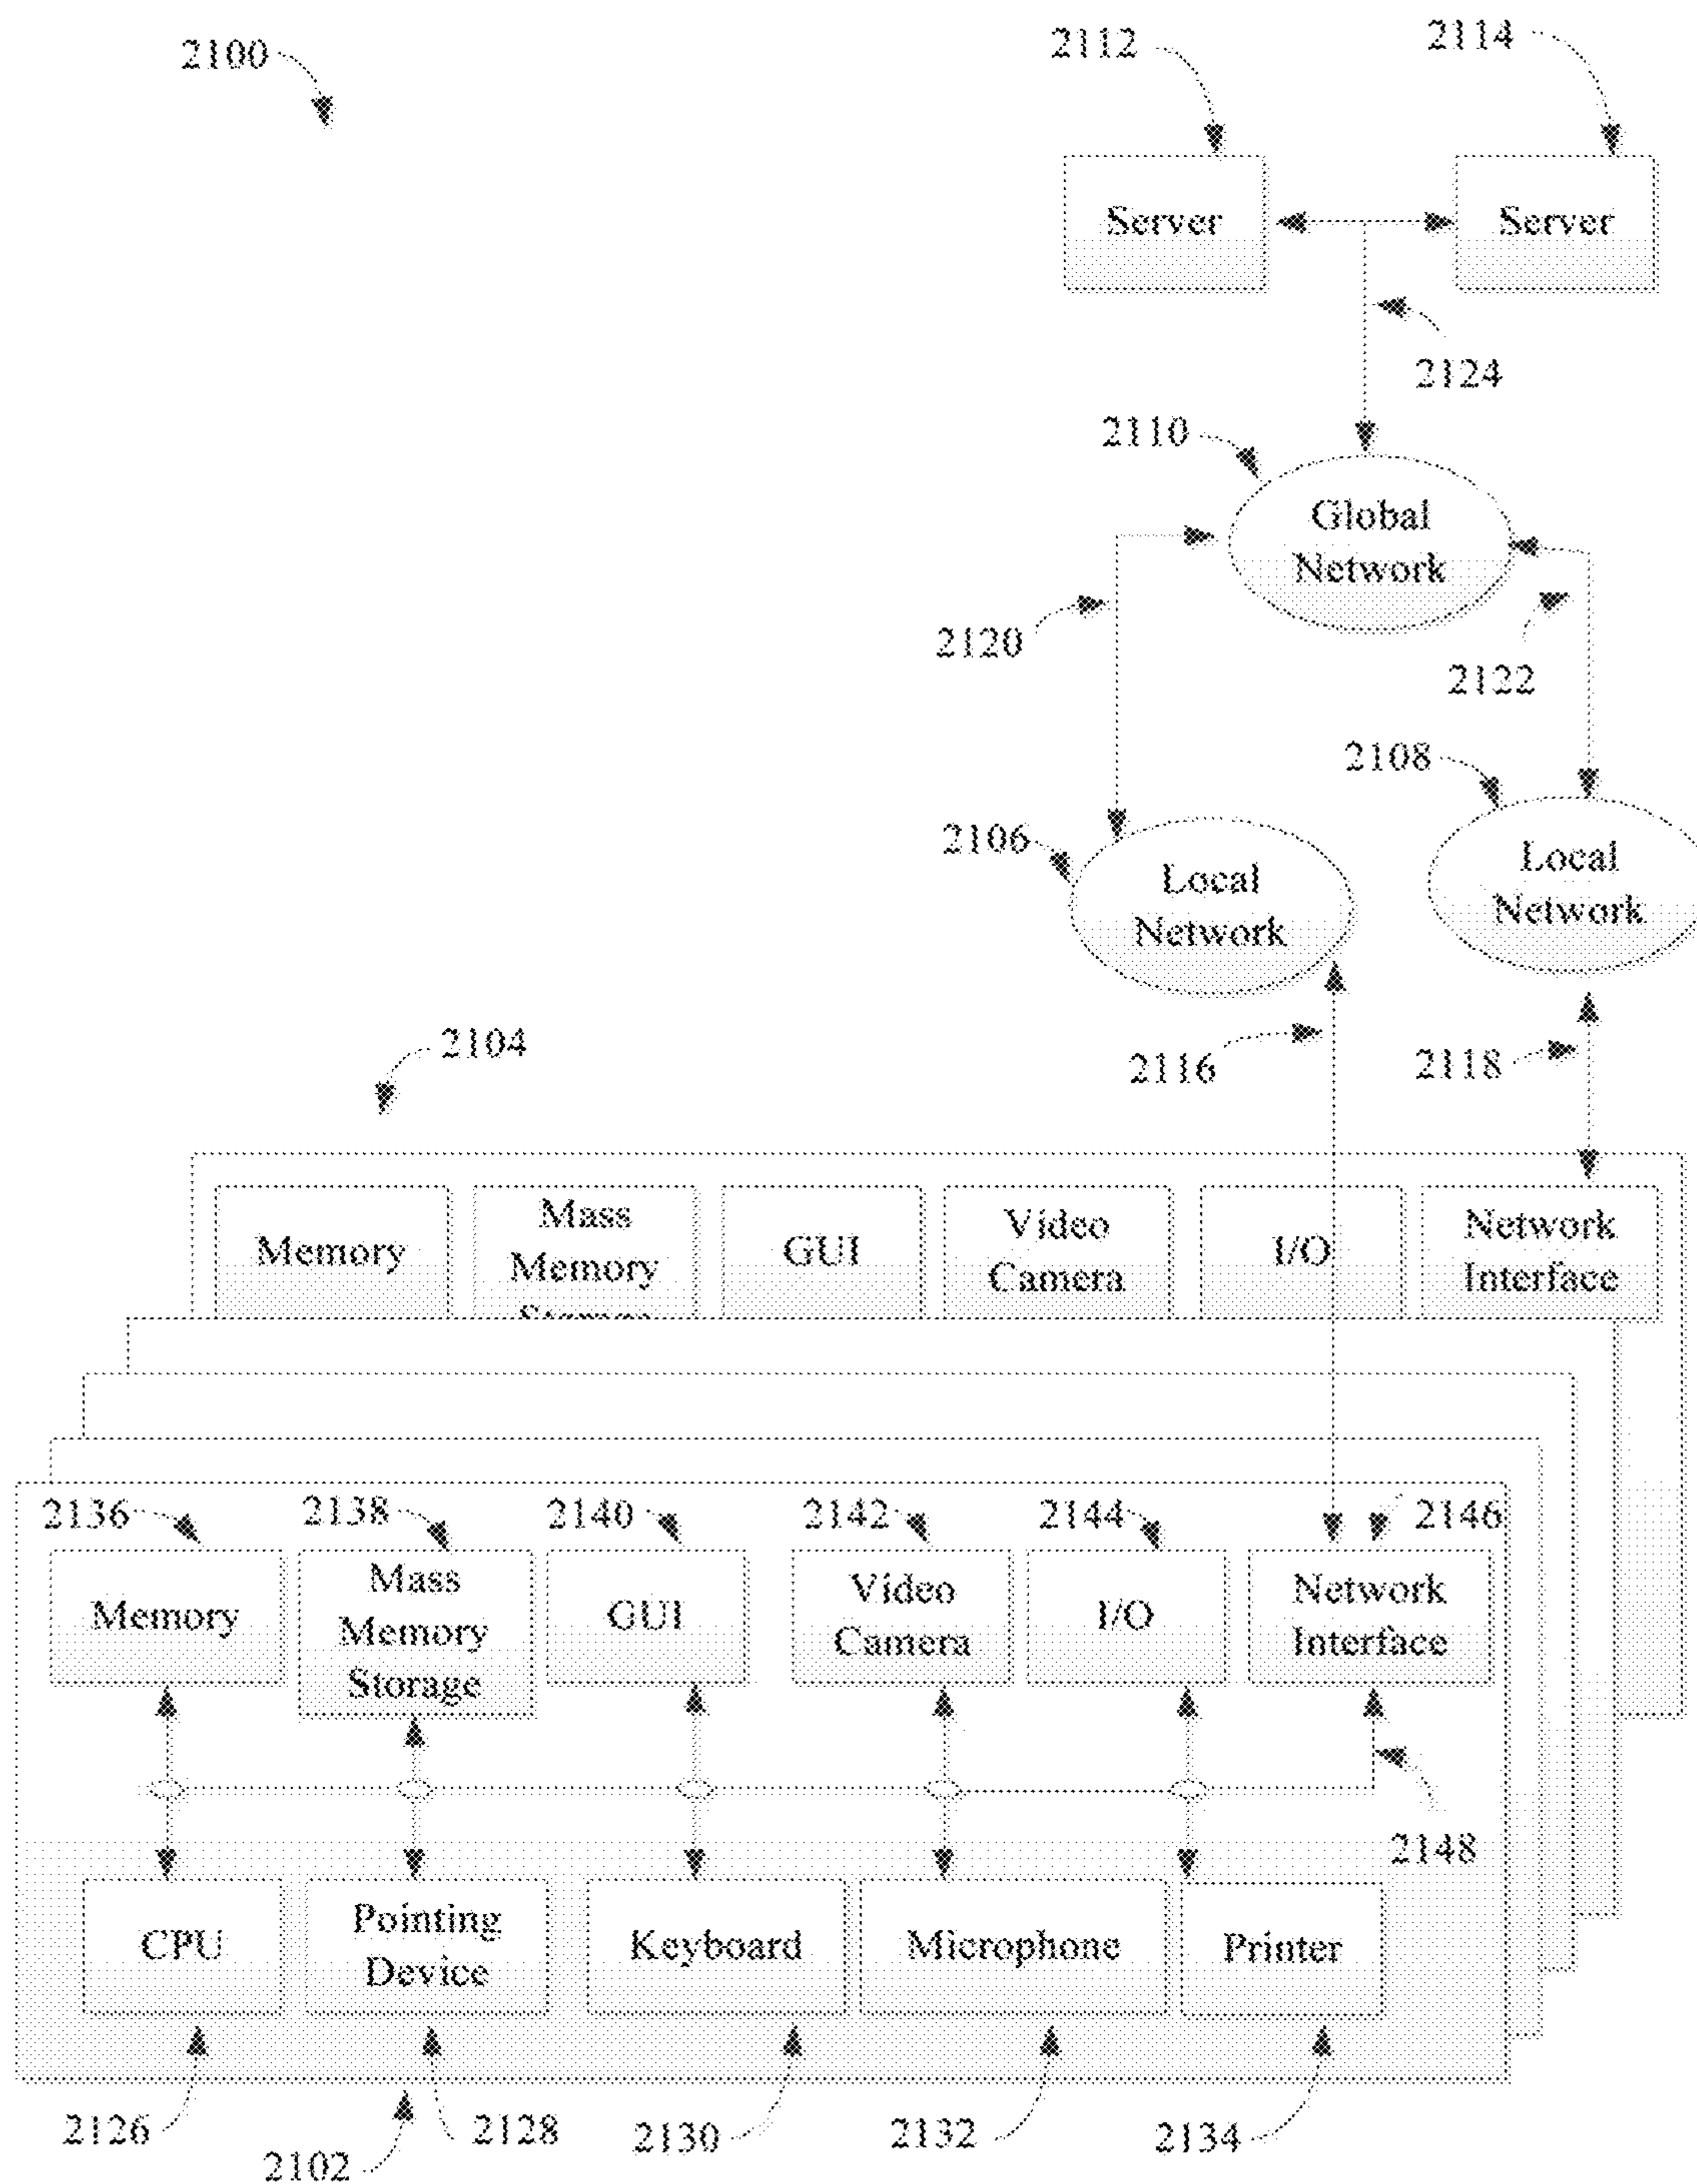 2100
2112
2114
Server
Server
2124
2110
Global
Network
2120
2122
2108
2106
Local
Network
Local
Network
2104
2116
2118
Memory
Mass
Memory
Storage
GUI
Video
Camera
I/O
Network
Interface
2136
2138
2140
2142
2144
2146
Memory
Mass
Memory
Storage
GUI
Video
Camera
I/O
Network
Interface
2148
CPU
Pointing
Device
Keyboard
Microphone
Printer
2126
2102
2128
2130
2132
2134